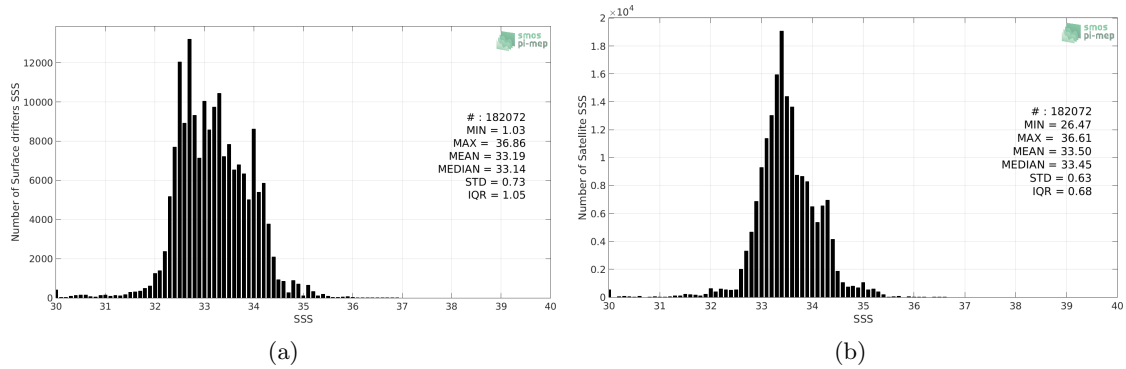 smos
pi-mep
12000
10000
8000
6000
4000
2000
0
Number of Surface drifters SSS
# : 182072
MIN = 1.03
MAX = 36.86
MEAN = 33.19
MEDIAN = 33.14
STD = 0.73
IQR = 1.05
30 31 32 33 34 35 36 37 38 39 40
SSS
(a)
×10⁴
smos
pi-mep
2
1.8
1.6
1.4
1.2
1
0.8
0.6
0.4
0.2
0
Number of Satellite SSS
# : 182072
MIN = 26.47
MAX = 36.61
MEAN = 33.50
MEDIAN = 33.45
STD = 0.63
IQR = 0.68
30 31 32 33 34 35 36 37 38 39 40
SSS
(b)